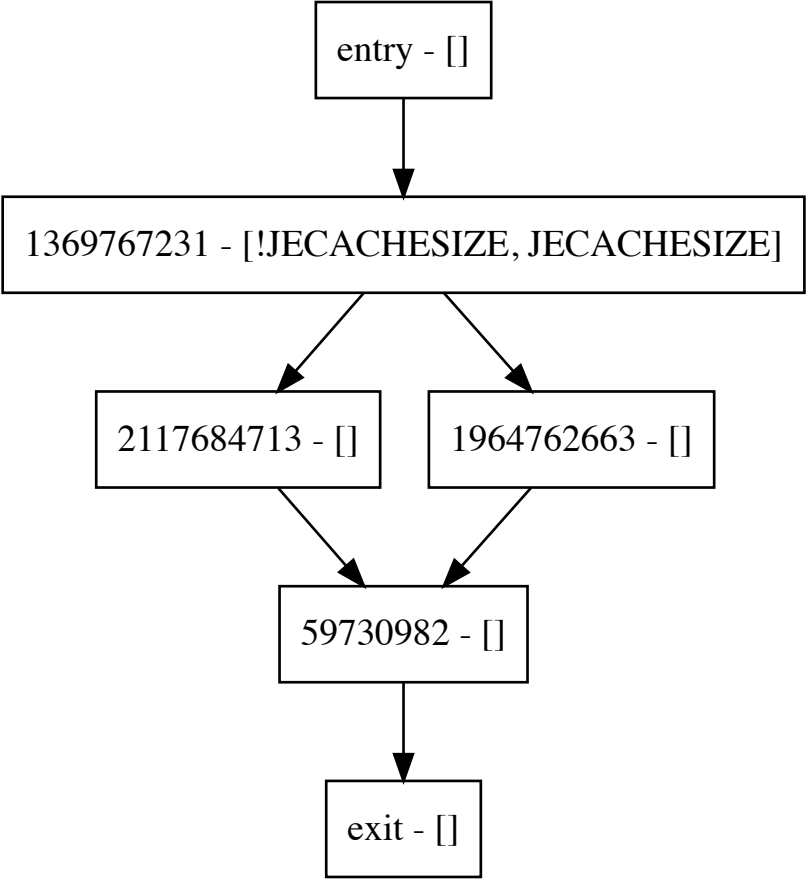 entry - []
1369767231 - [!JECACHESIZE, JECACHESIZE]
2117684713 - []
1964762663 - []
59730982 - []
exit - []